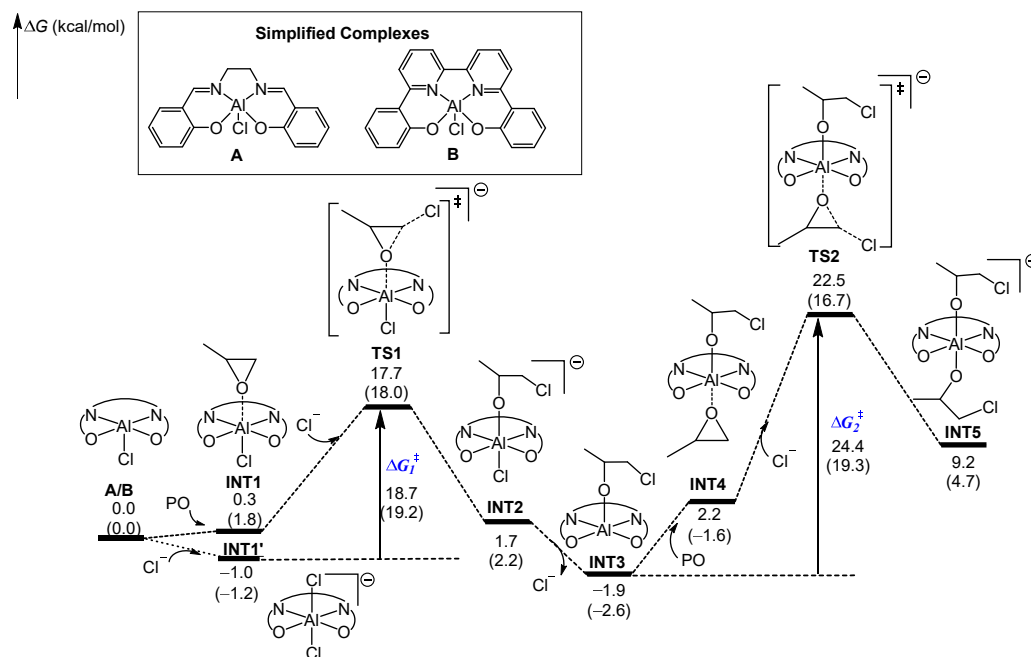 ΔG (kcal/mol)
Simplified Complexes
N N
Al
O Cl O
A
N N
Al
O Cl O
B
‡ ⊖
Cl
O
N N
Al
O O
Cl
TS1
17.7
(18.0)
‡ ⊖
Cl
O
N N
Al
O O
O
Cl
TS2
22.5
(16.7)
O
N N
Al
O O
Cl
INT1
0.3
(1.8)
N N
Al
O O
Cl
A/B
0.0
(0.0)
PO
Cl⁻
INT1'
−1.0
(−1.2)
Cl⁻
⊖
Cl
N N
Al
O O
Cl
ΔG₁‡
18.7
(19.2)
⊖
Cl
O
N N
Al
O O
Cl
INT2
1.7
(2.2)
Cl⁻
Cl
O
N N
Al
O O
INT3
−1.9
(−2.6)
PO
Cl
O
N N
Al
O O
O
INT4
2.2
(−1.6)
Cl⁻
ΔG₂‡
24.4
(19.3)
⊖
Cl
O
N N
Al
O O
O
Cl
INT5
9.2
(4.7)